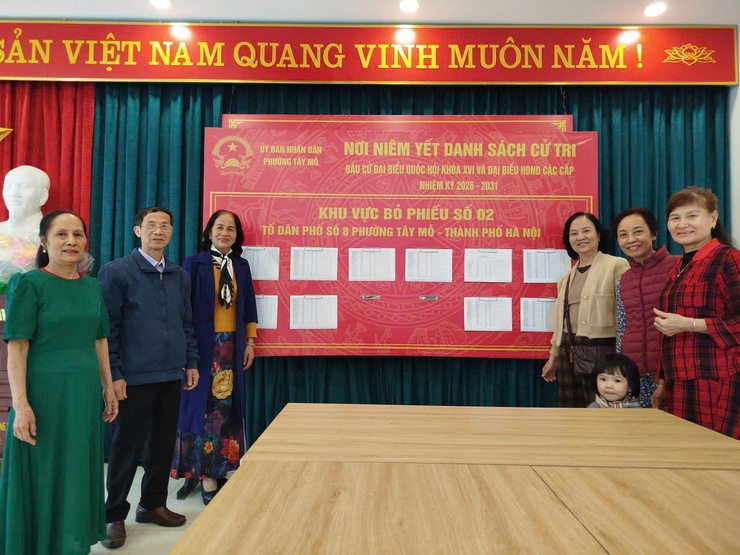 SẢN VIỆT NAM QUANG VINH MUÔN NĂM !
ỦY BAN NHÂN DÂN
PHƯỜNG TÂY MỖ
NƠI NIÊM YẾT DANH SÁCH CỬ TRI
BẦU CỬ ĐẠI BIỂU QUỐC HỘI KHÓA XVI VÀ ĐẠI BIỂU HĐND CÁC CẤP
NHIỆM KỲ 2026 - 2031
KHU VỰC BỎ PHIẾU SỐ 02
TỔ DÂN PHỐ SỐ 8 PHƯỜNG TÂY MỖ - THÀNH PHỐ HÀ NỘI